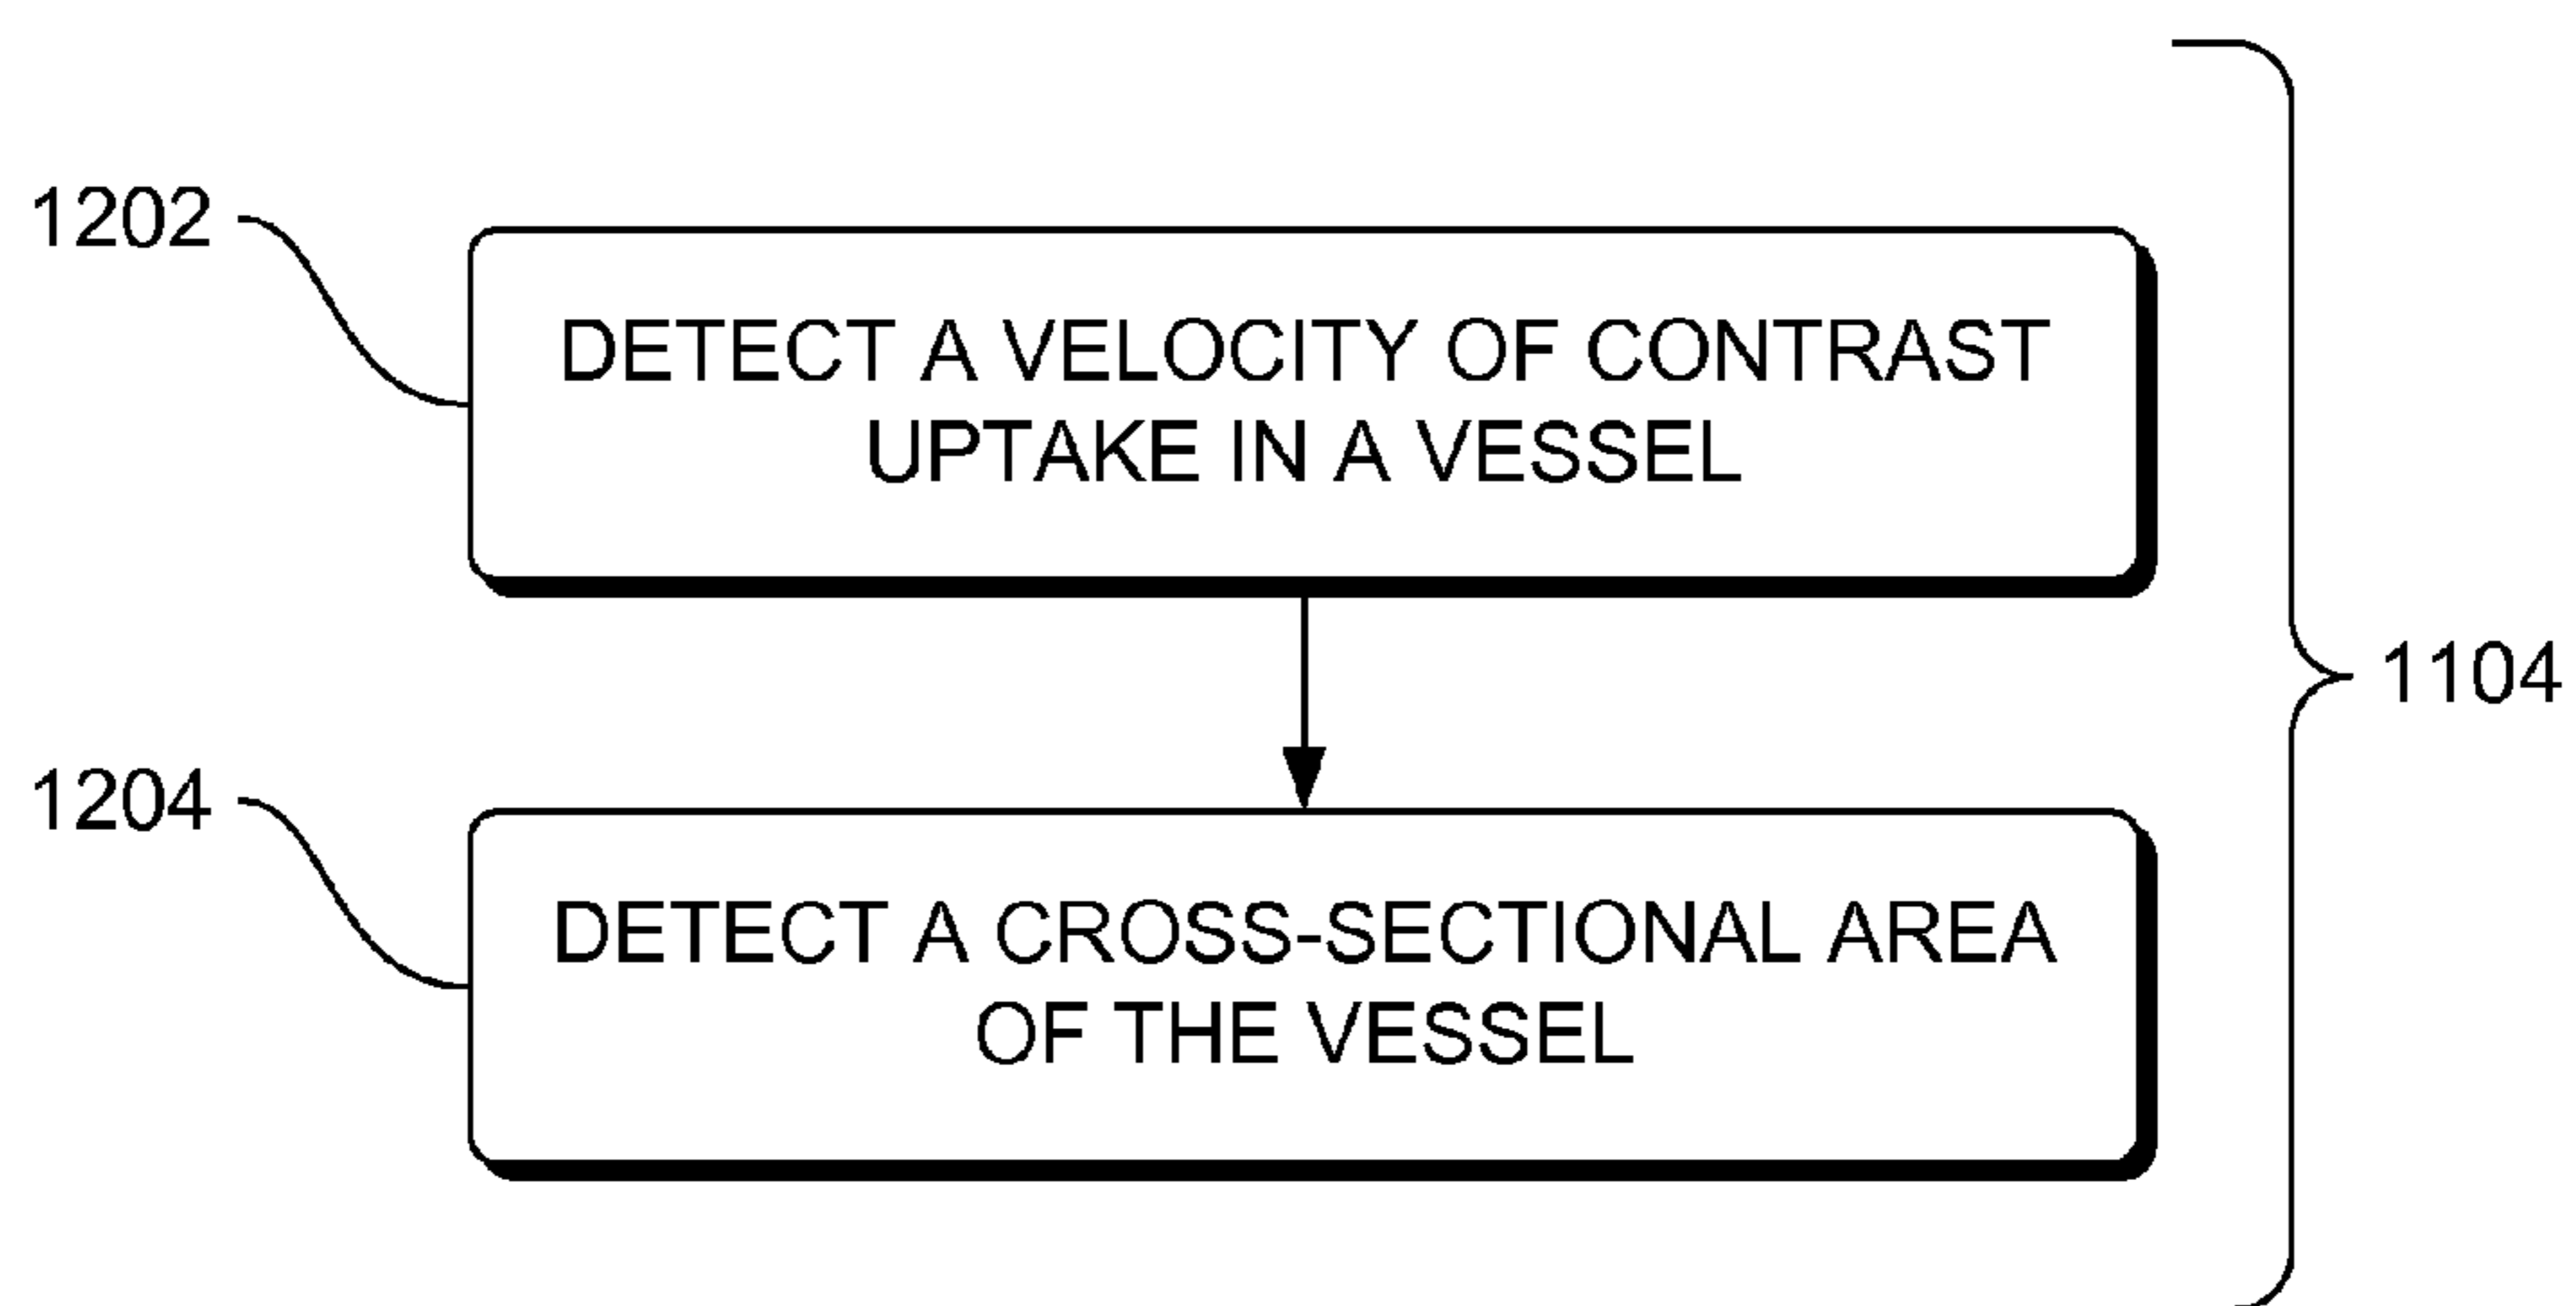 1202
DETECT A VELOCITY OF CONTRAST
UPTAKE IN A VESSEL
1104
1204
DETECT A CROSS-SECTIONAL AREA
OF THE VESSEL